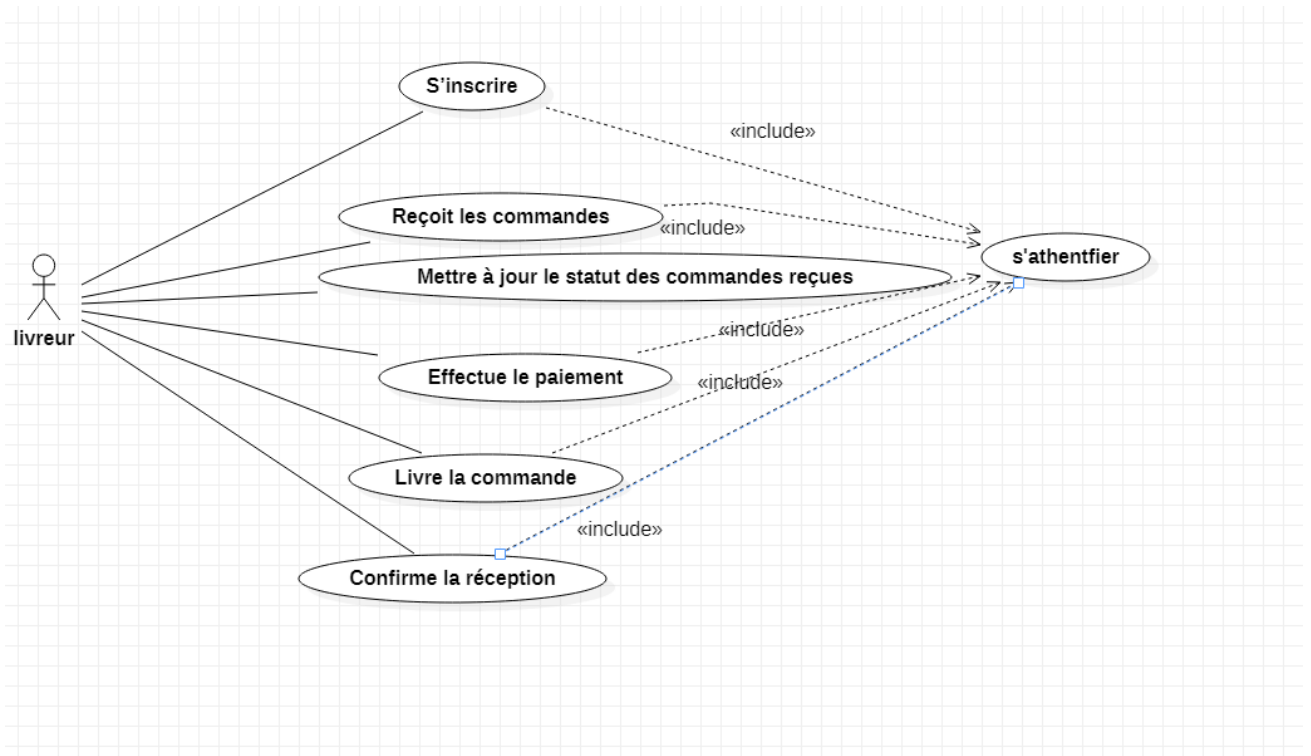 S'inscrire
«include»
Reçoit les commandes
«include»
s'athentfier
Mettre à jour le statut des commandes reçues
livreur
«include»
Effectue le paiement
«include»
Livre la commande
«include»
Confirme la réception